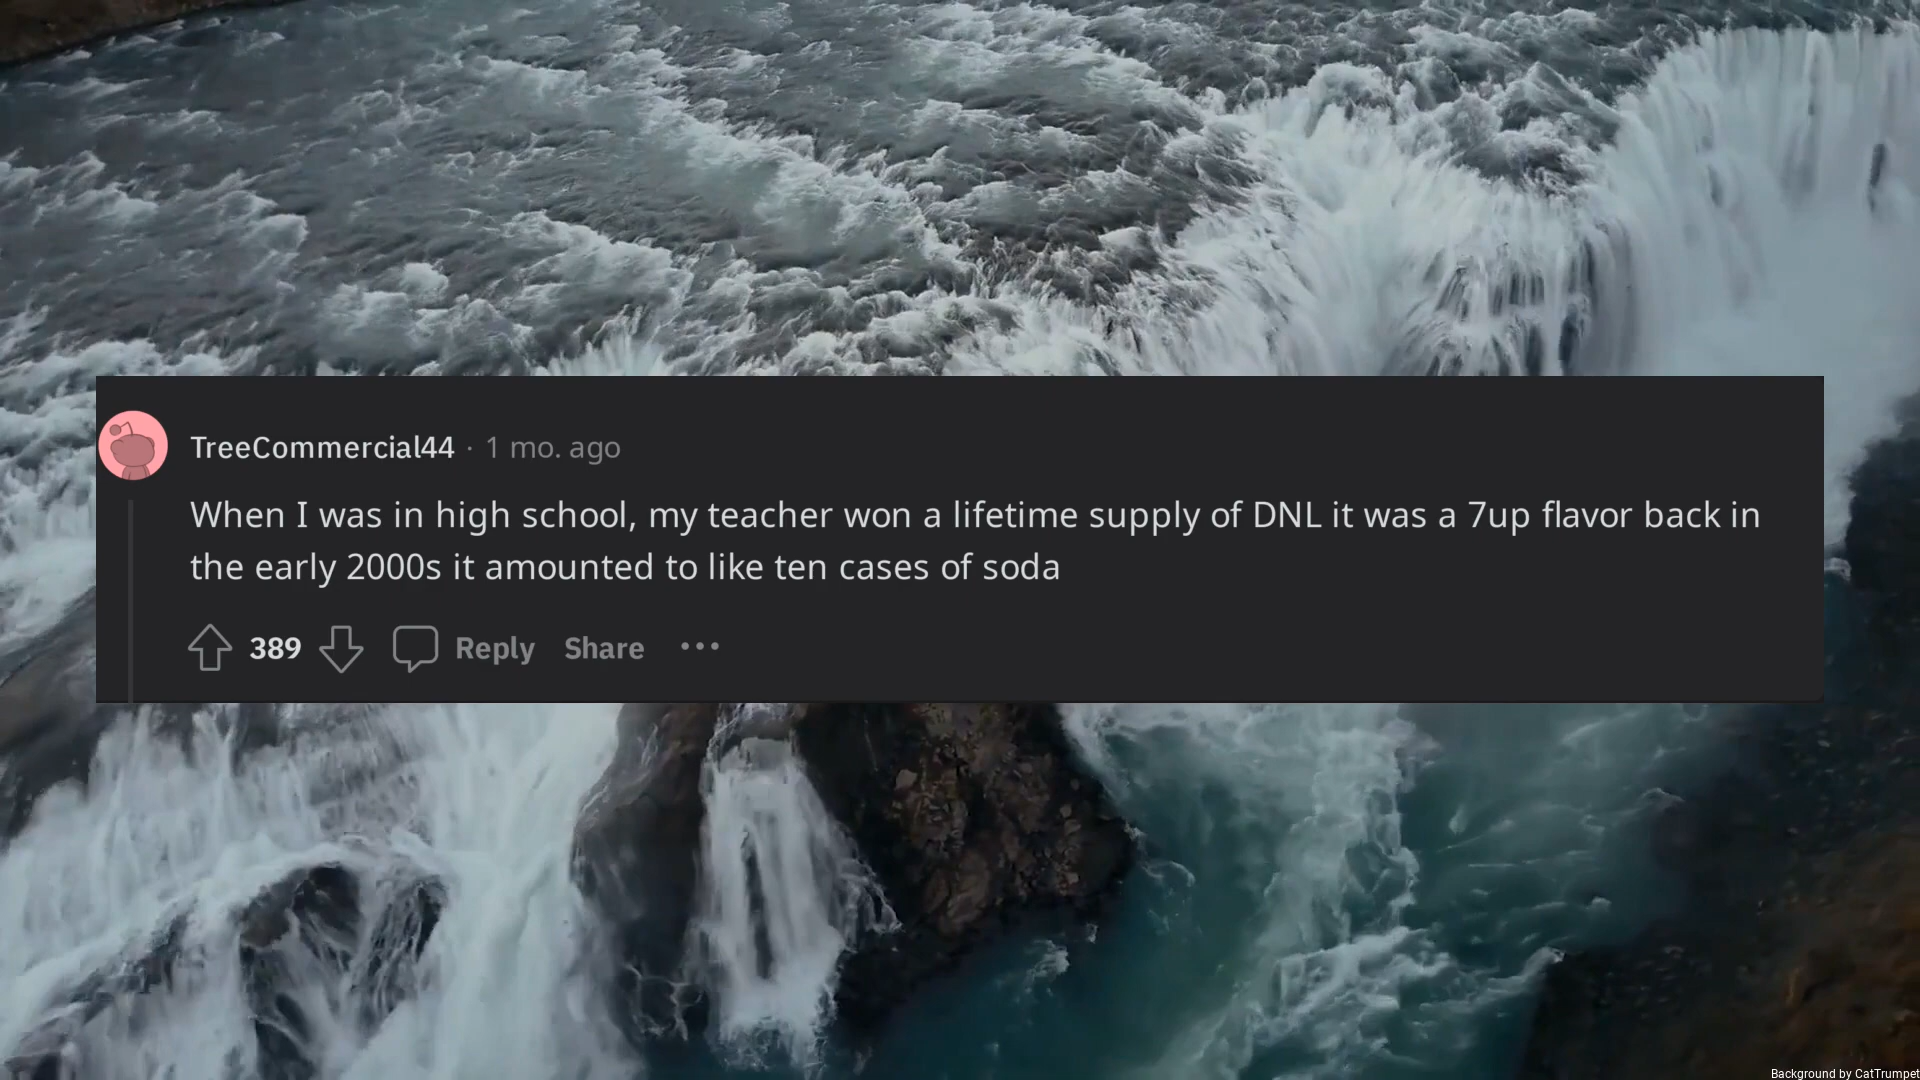 TreeCommercial44 · 1 mo. ago
When I was in high school, my teacher won a lifetime supply of DNL it was a 7up flavor back in
the early 2000s it amounted to like ten cases of soda
389 Reply Share ...
Background by CatTrumpet